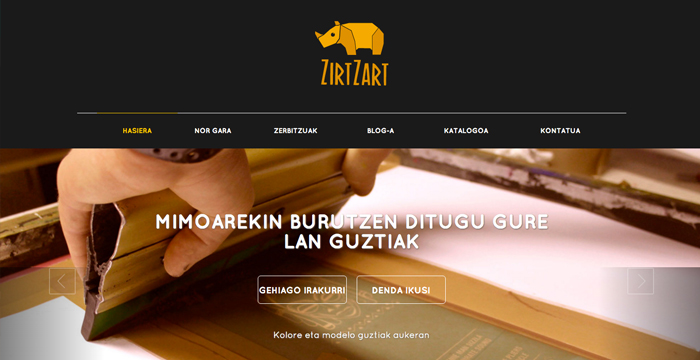 ZIRTZART
HASIERA NOR GARA ZERBITZUAK BLOG-A KATALOGOA KONTATUA
MIMOAREKIN BURUTZEN DITUGU GURE
LAN GUZTIAK
GEHIAGO IRAKURRI DENDA IKUSI
Kolore eta modelo guztiak aukeran